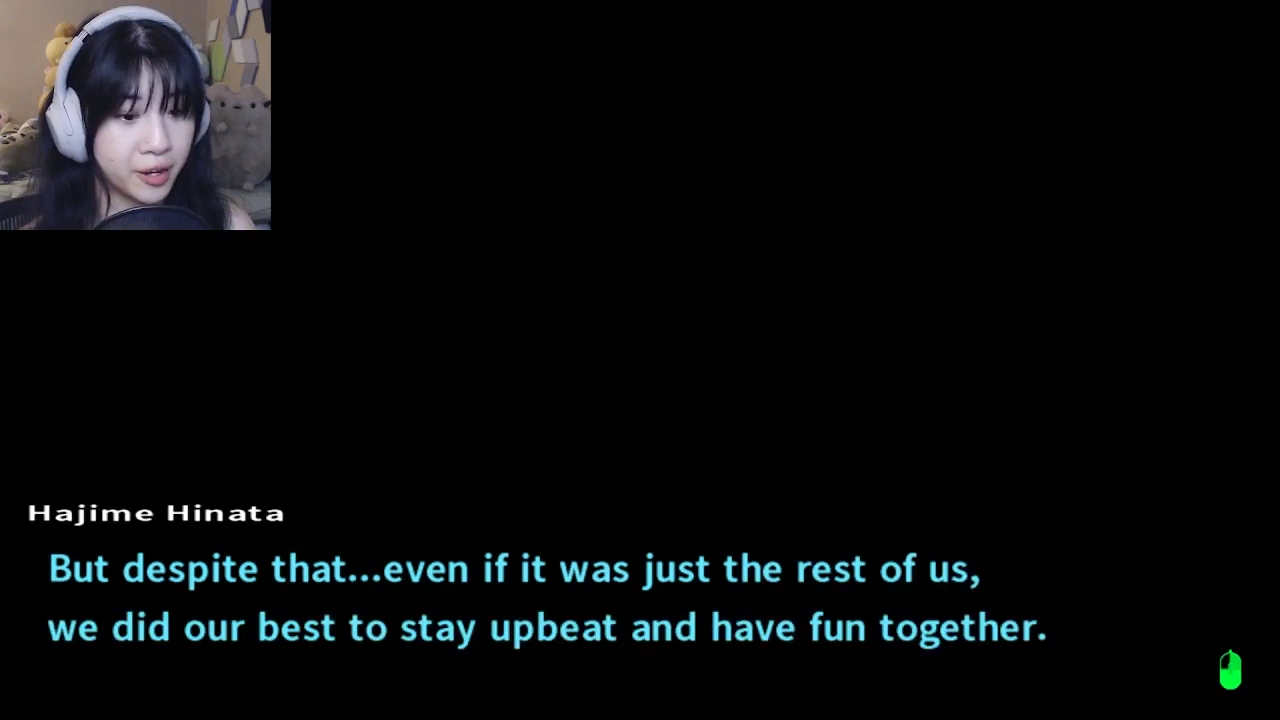 Hajime Hinata
But despite that...even if it was just the rest of us,
we did our best to stay upbeat and have fun together.